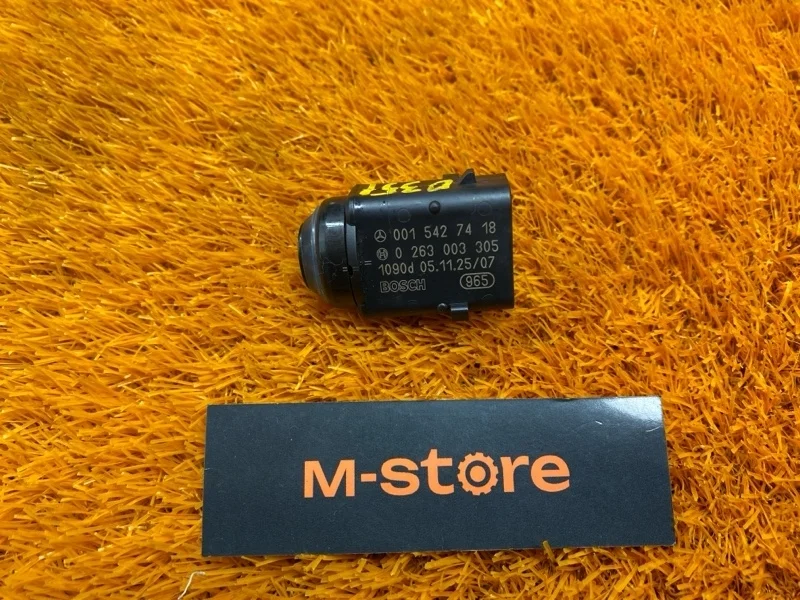 001 542 74 18
0 263 003 305
1090d 05.11.25/07
BOSCH 965
M-store